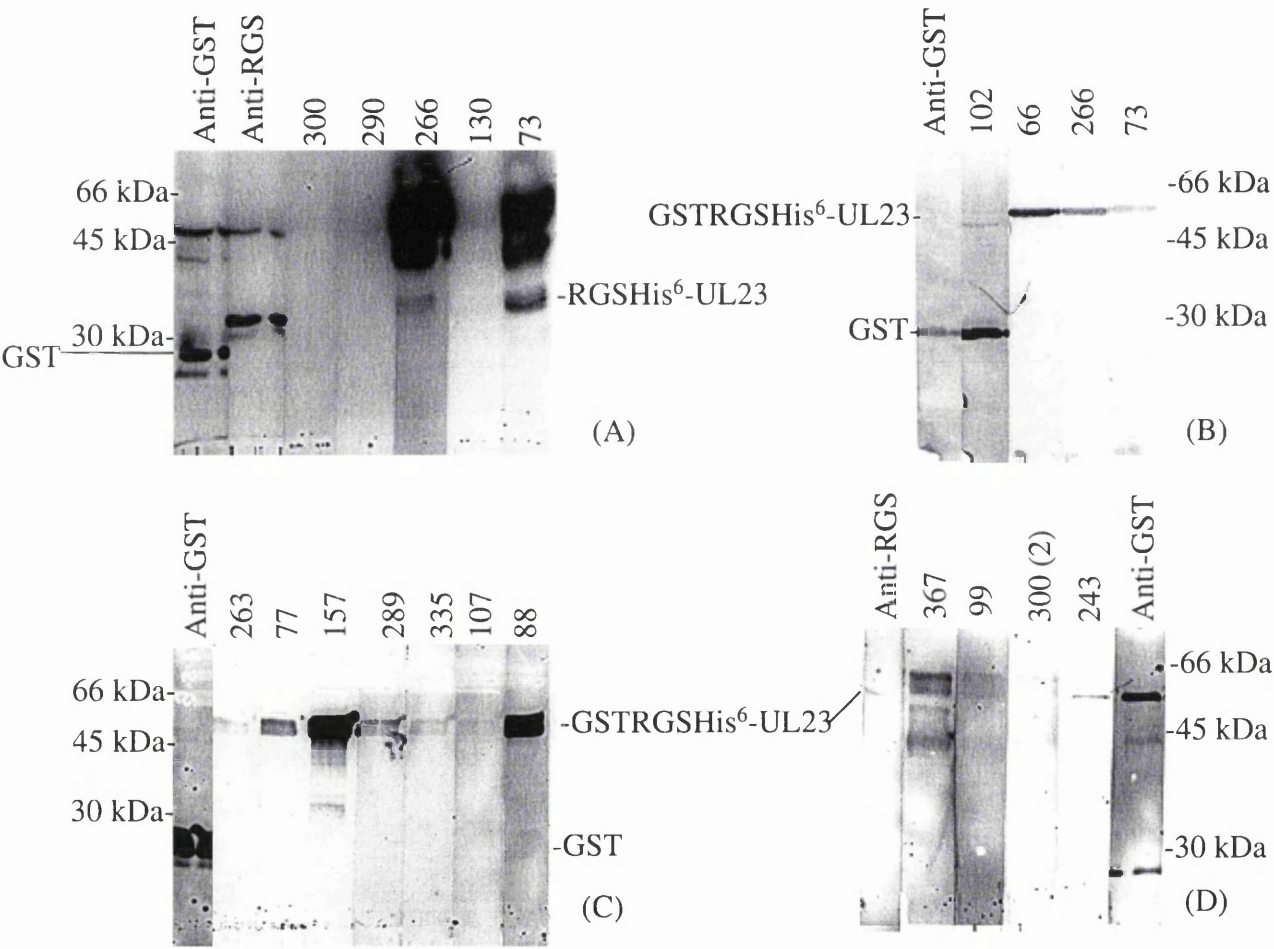 Anti-GST
Anti-RGS
300
290
266
130
73
66 kDa-
45 kDa-
30 kDa-
GST
-RGSHis⁶-UL23
(A)
Anti-GST
102
66
266
73
GSTRGSHis⁶-UL23-
GST-
-66 kDa
-45 kDa
-30 kDa
(B)
Anti-GST
263
77
157
289
335
107
88
66 kDa-
45 kDa-
30 kDa-
-GSTRGSHis⁶-UL23
-GST
(C)
Anti-RGS
367
99
300 (2)
243
Anti-GST
-66 kDa
-45 kDa
-30 kDa
(D)